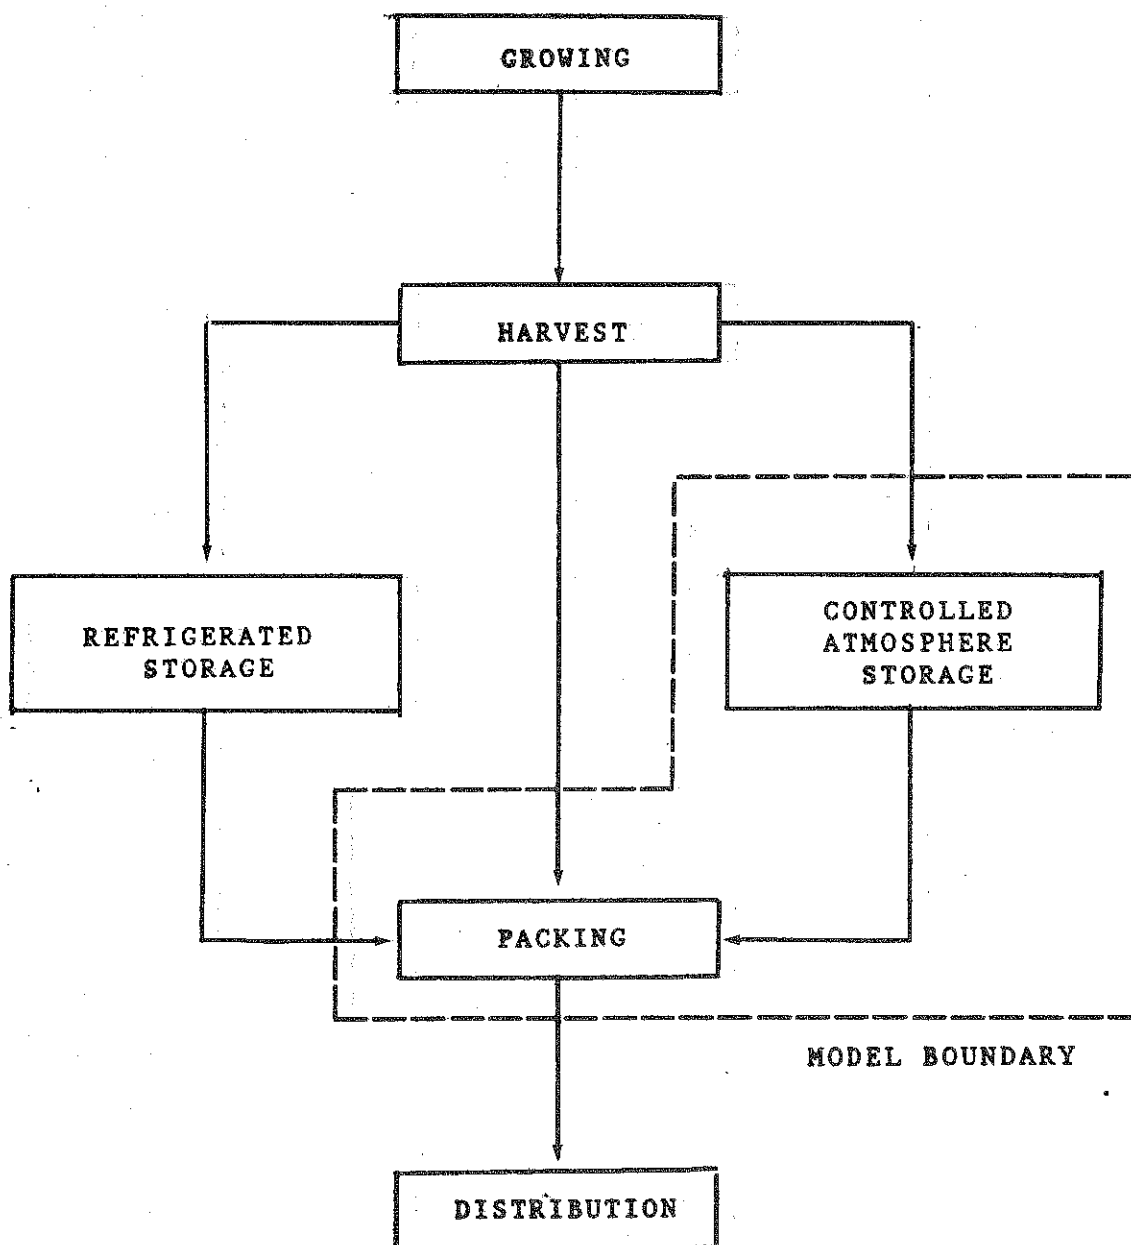 GROWING
HARVEST
REFRIGERATED
STORAGE
CONTROLLED
ATMOSPHERE
STORAGE
PACKING
MODEL BOUNDARY
DISTRIBUTION